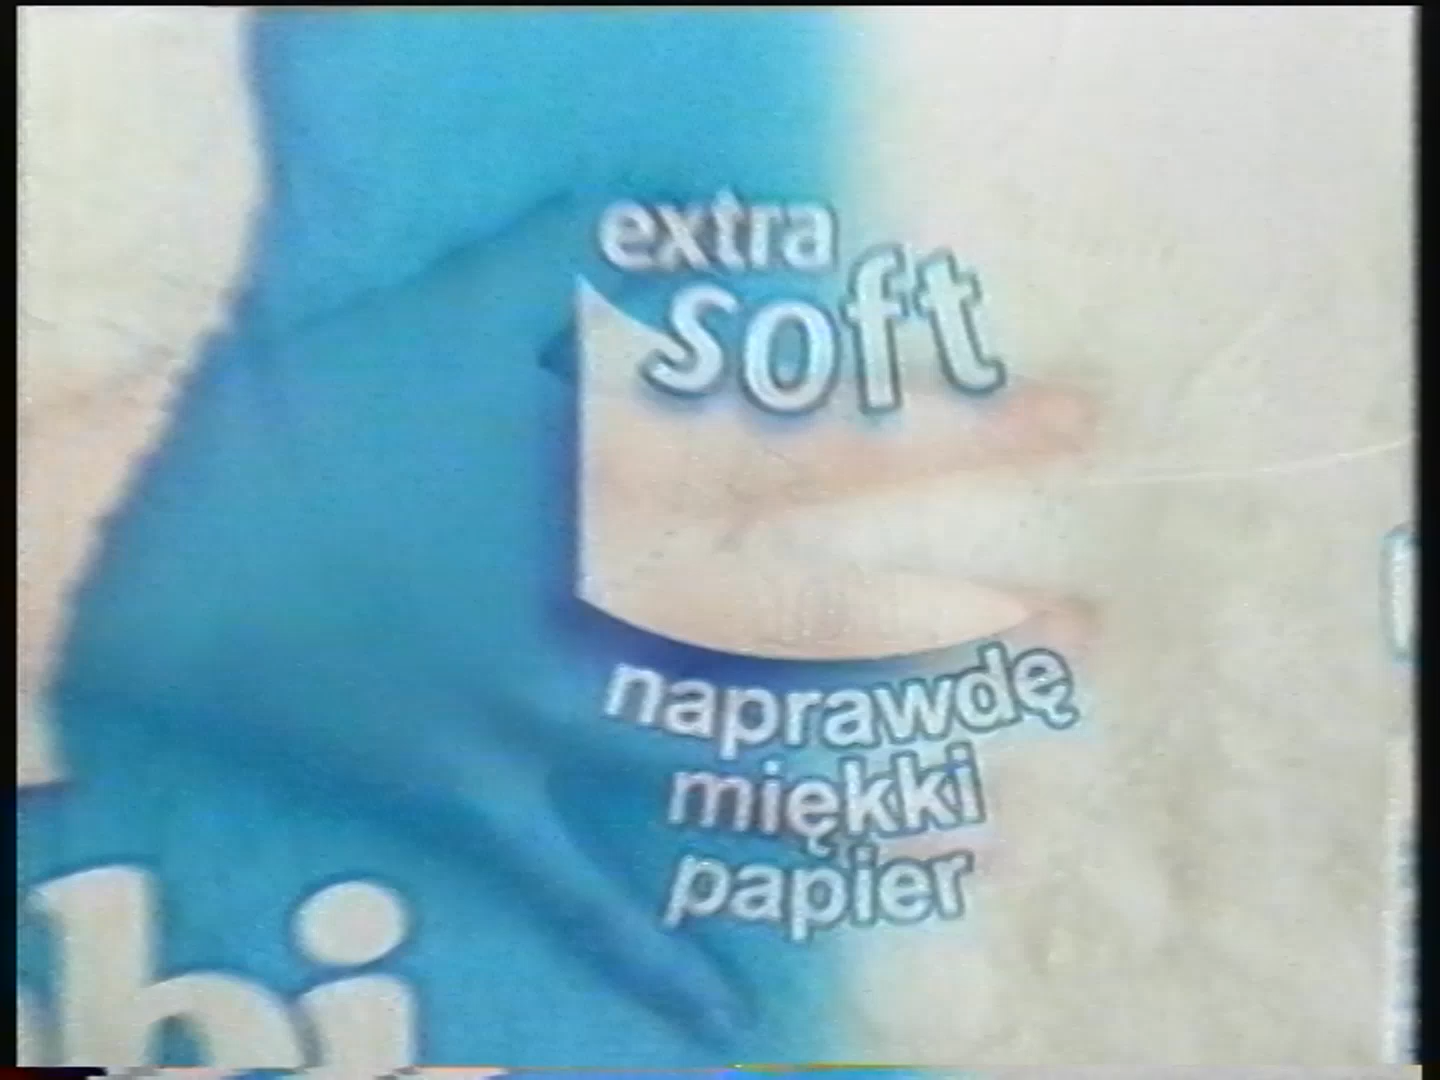 extra
soft
naprawdę
miękki
papier